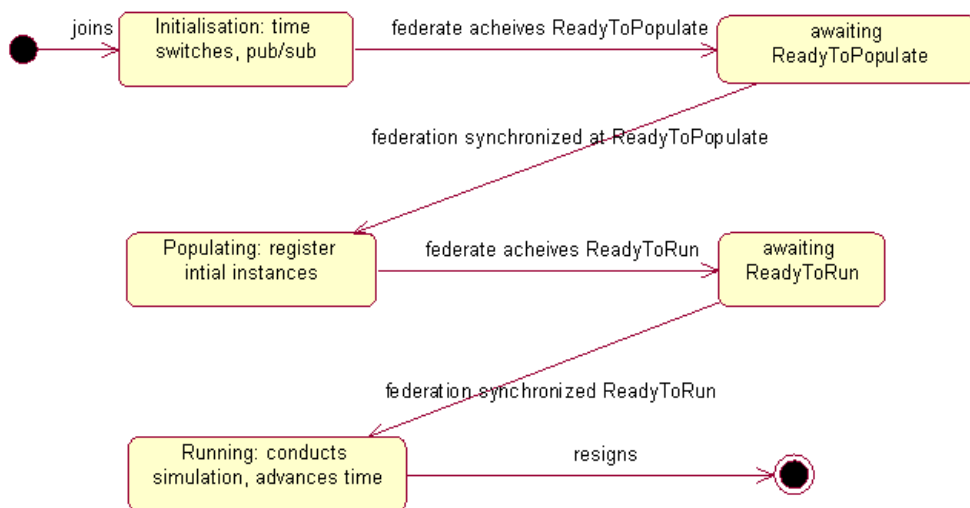 joins
Initialisation: time
switches, pub/sub
federate acheives ReadyToPopulate
awaiting
ReadyToPopulate
federation synchronized at ReadyToPopulate
Populating: register
intial instances
federate acheives ReadyToRun
awaiting
ReadyToRun
federation synchronized ReadyToRun
Running: conducts
simulation, advances time
resigns